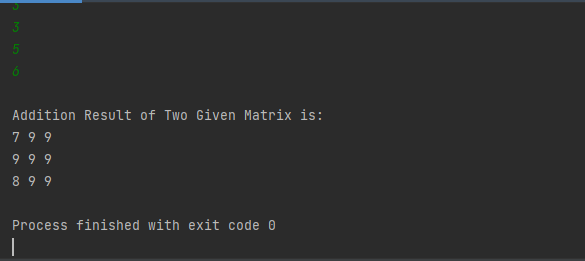 3
3
5
6
Addition Result of Two Given Matrix is:
7 9 9
9 9 9
8 9 9
Process finished with exit code 0